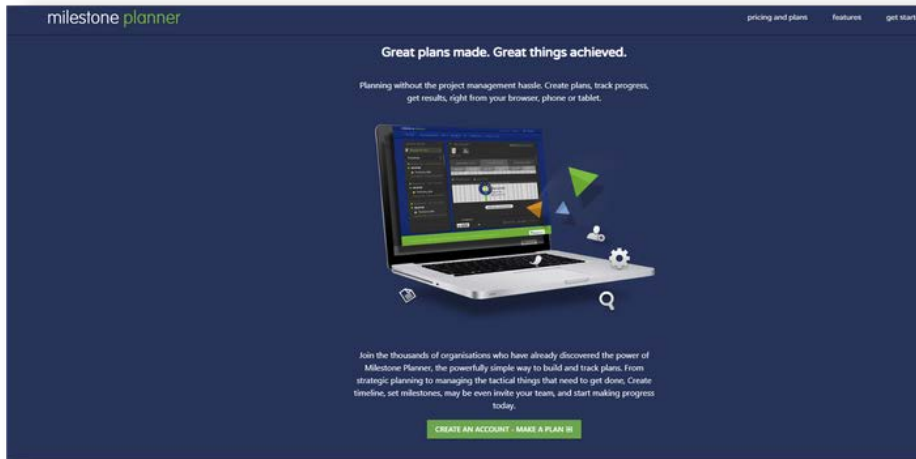 milestone planner
pricing and plans features get start
Great plans made. Great things achieved.
Planning without the project management hassle. Create plans, track progress,
get results, right from your browser, phone or tablet.
Join the thousands of organisations who have already discovered the power of
Milestone Planner, the powerfully simple way to build and track plans. From
strategic planning to managing the tactical things that need to get done, Create
timeline, set milestones, may be even invite your team, and start making progress
today.
CREATE AN ACCOUNT - MAKE A PLAN